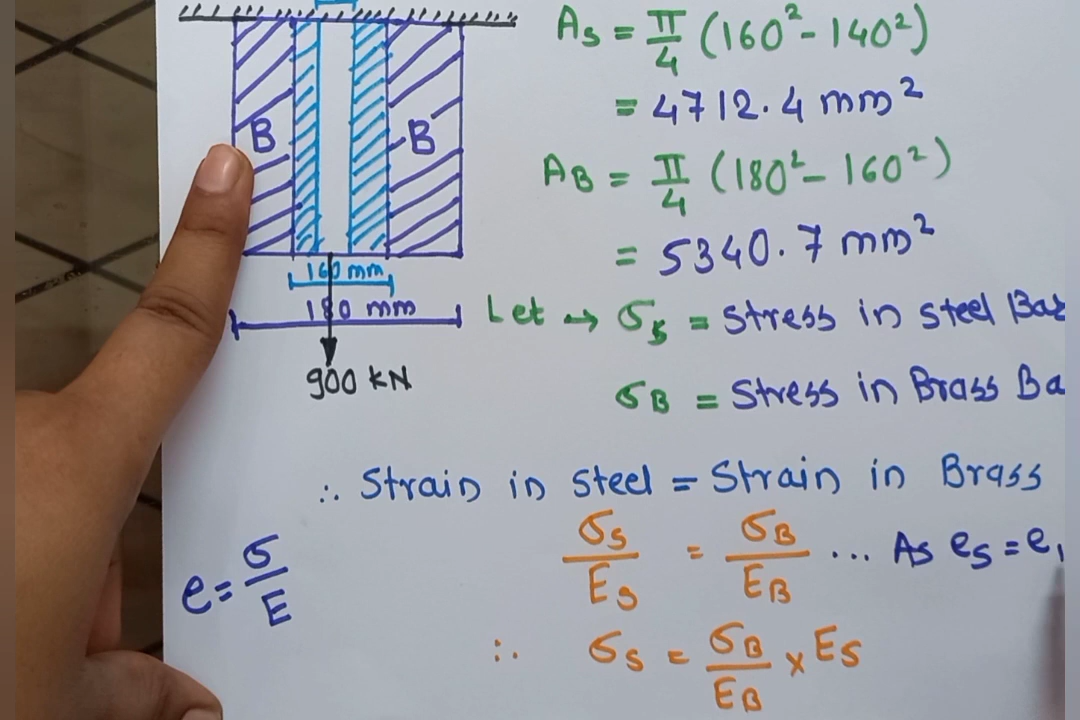 B
B
160 mm
180 mm
900 KN
As = π/4 (160² - 140²)
= 4712.4 mm²
AB = π/4 (180² - 160²)
= 5340.7 mm²
Let → σs = Stress in steel Bar
σB = Stress in Brass Ba
∴ Strain in Steel = Strain in Brass
σs/Es = σB/EB ... As es = e
e = σ/E
∴ σs = σB/EB × Es